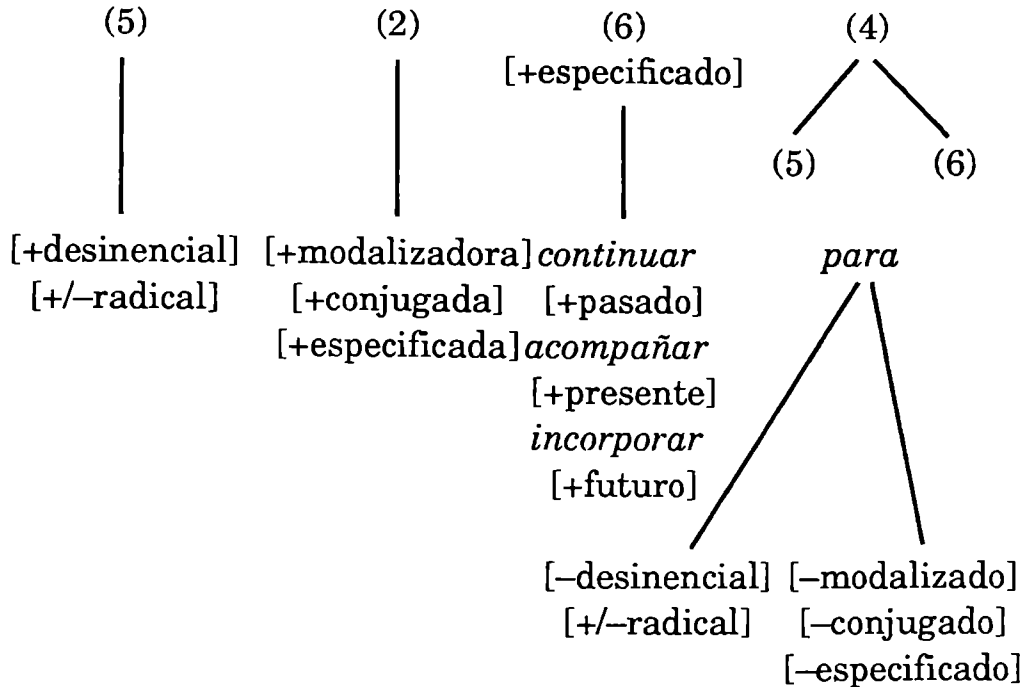 (5) (2) (6) (4)
[+especificado]
(5) (6)
[+desinencial] [+modalizadora] continuar para
[+/–radical] [+conjugada] [+pasado]
[+especificada] acompañar
[+presente]
incorporar
[+futuro]
[–desinencial] [–modalizado]
[+/–radical] [–conjugado]
[–especificado]